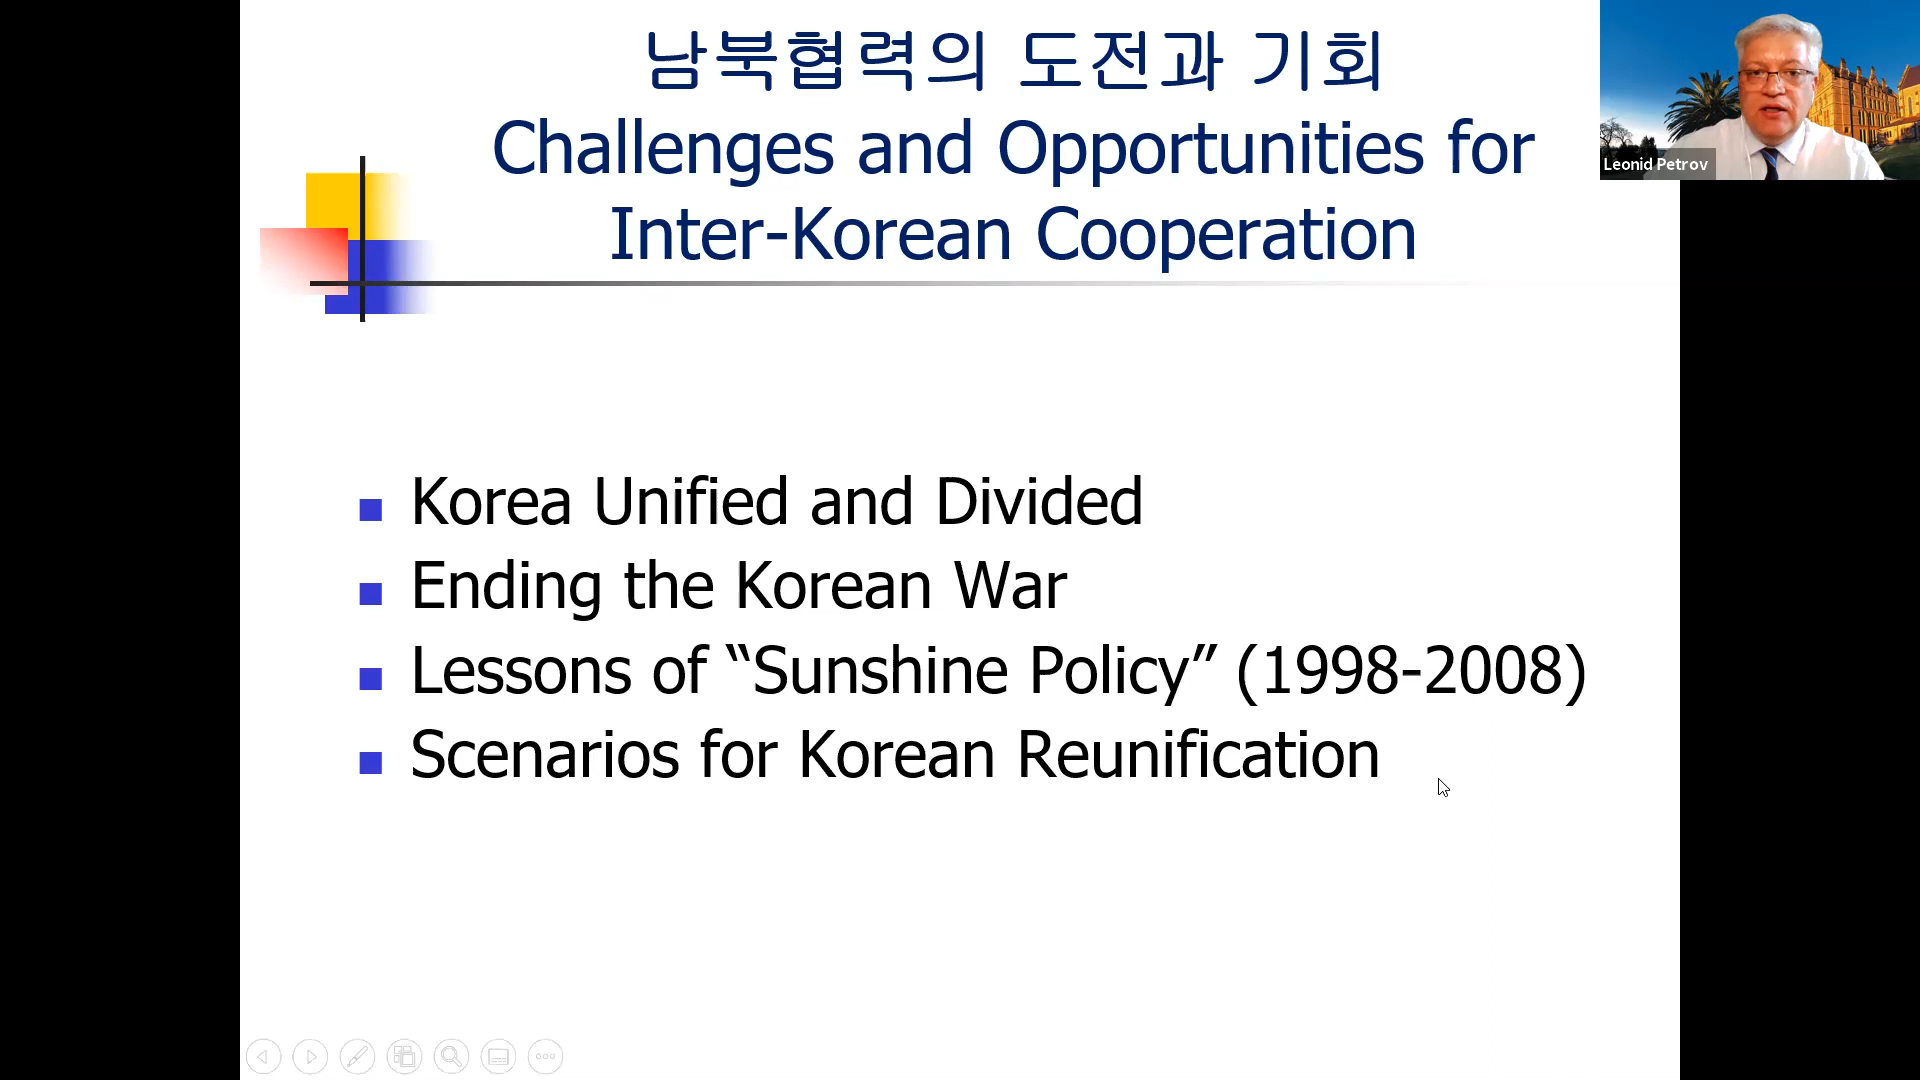 남북협력의 도전과 기회
Challenges and Opportunities for
Inter-Korean Cooperation
Leonid Petrov
Korea Unified and Divided
Ending the Korean War
Lessons of “Sunshine Policy” (1998-2008)
Scenarios for Korean Reunification